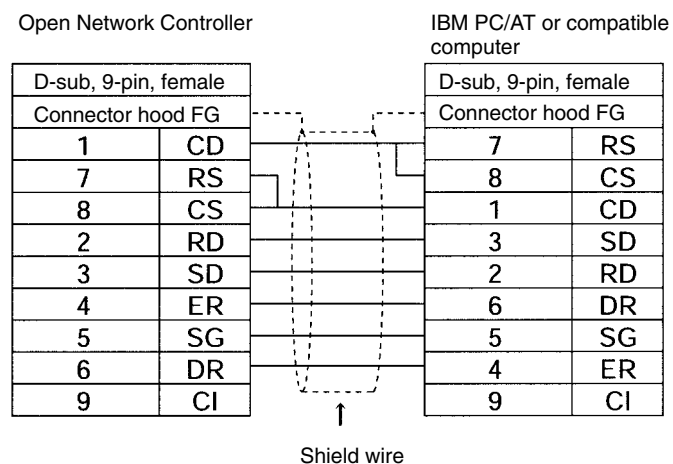 Open Network Controller
IBM PC/AT or compatible
computer
D-sub, 9-pin, female
Connector hood FG
1 CD
7 RS
8 CS
2 RD
3 SD
4 ER
5 SG
6 DR
9 CI
D-sub, 9-pin, female
Connector hood FG
7 RS
8 CS
1 CD
3 SD
2 RD
6 DR
5 SG
4 ER
9 CI
Shield wire